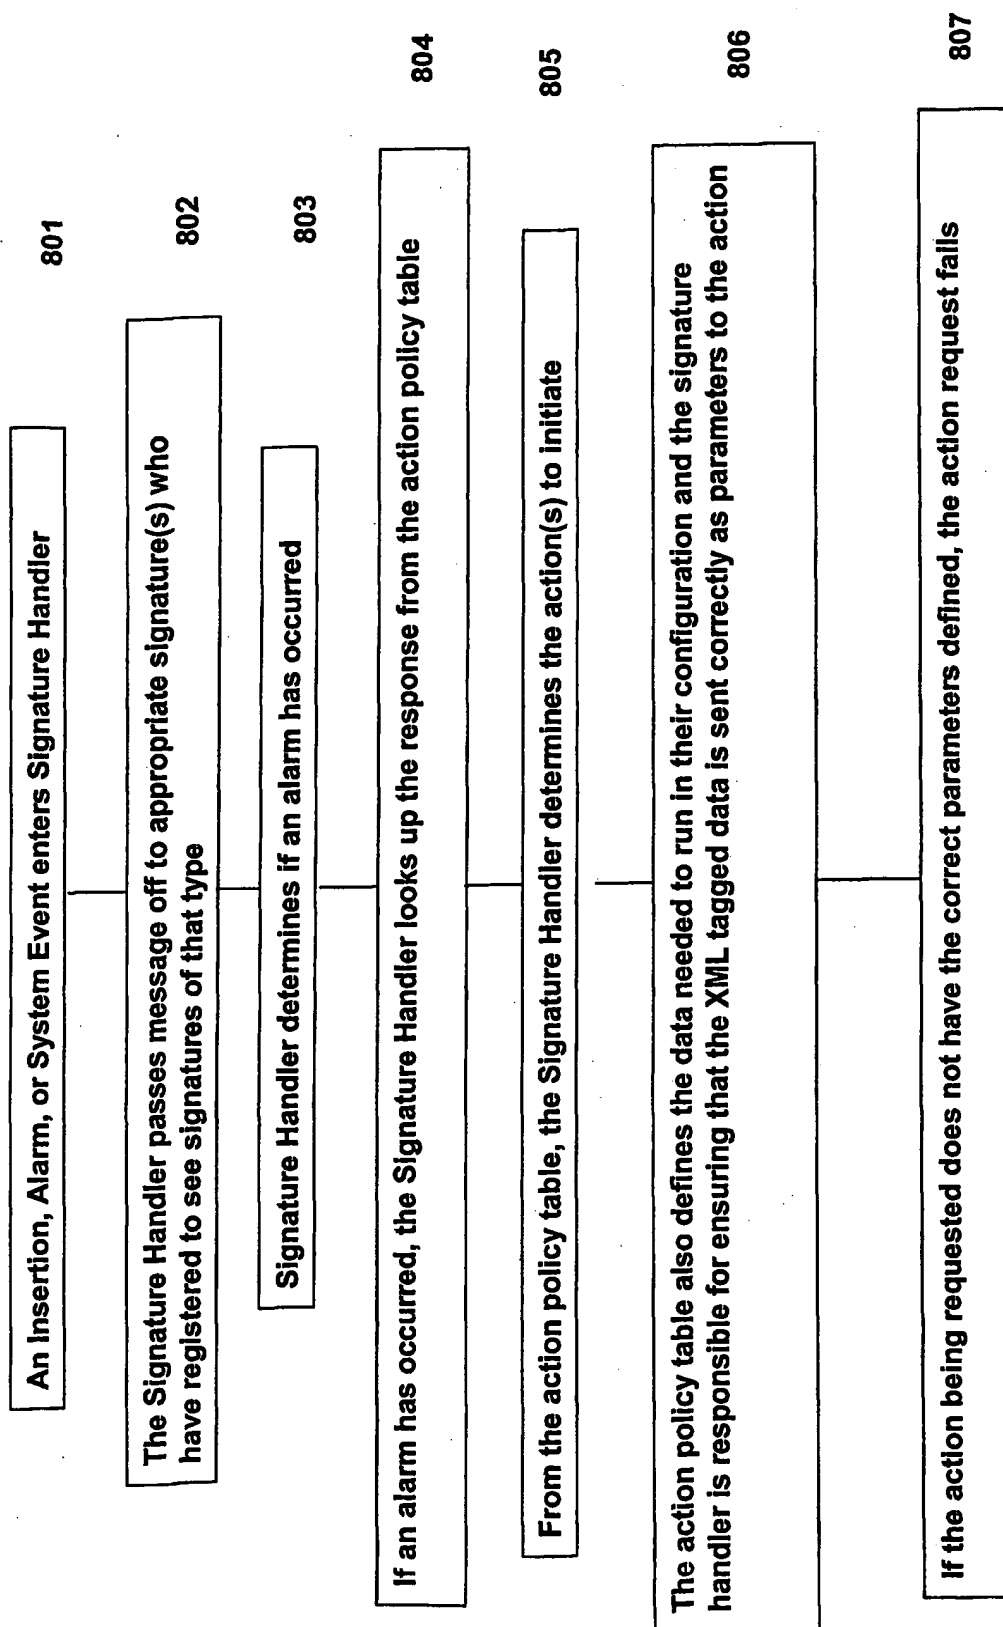 801
An Insertion, Alarm, or System Event enters Signature Handler
802
The Signature Handler passes message off to appropriate signature(s) who
have registered to see signatures of that type
803
Signature Handler determines if an alarm has occurred
804
If an alarm has occurred, the Signature Handler looks up the response from the action policy table
805
From the action policy table, the Signature Handler determines the action(s) to initiate
806
The action policy table also defines the data needed to run in their configuration and the signature
handler is responsible for ensuring that the XML tagged data is sent correctly as parameters to the action
handler
807
If the action being requested does not have the correct parameters defined, the action request fails